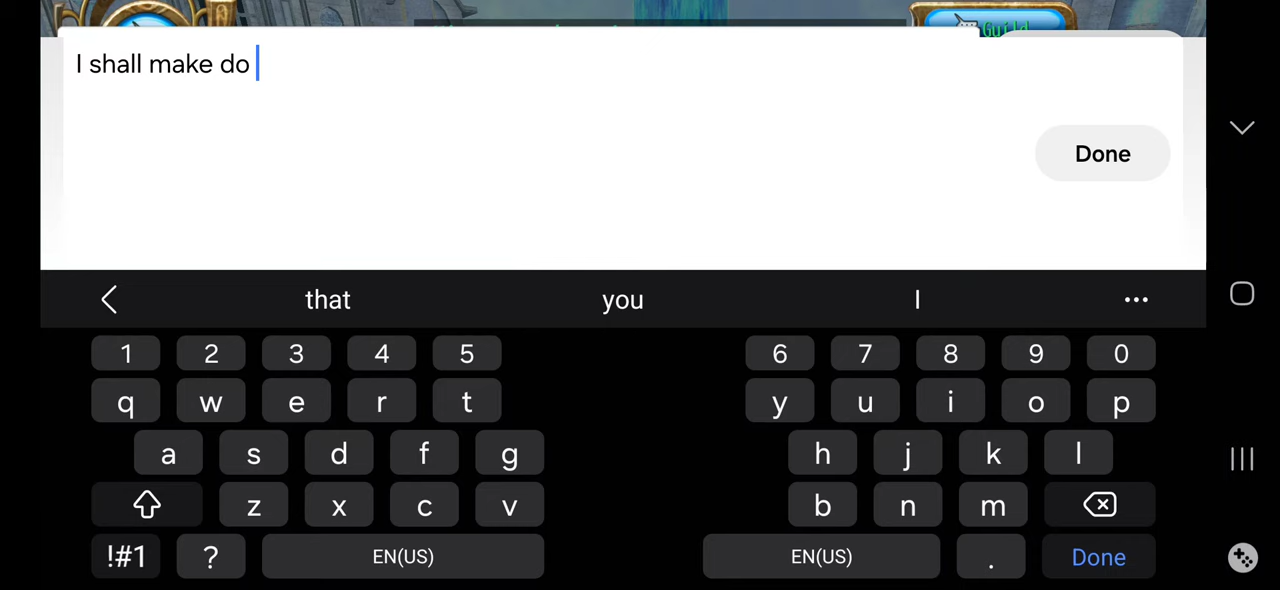 Guild
I shall make do
Done
that you I ...
1 2 3 4 5 6 7 8 9 0
q w e r t y u i o p
a s d f g h j k l
z x c v b n m
!#1 ? EN(US) EN(US) . Done